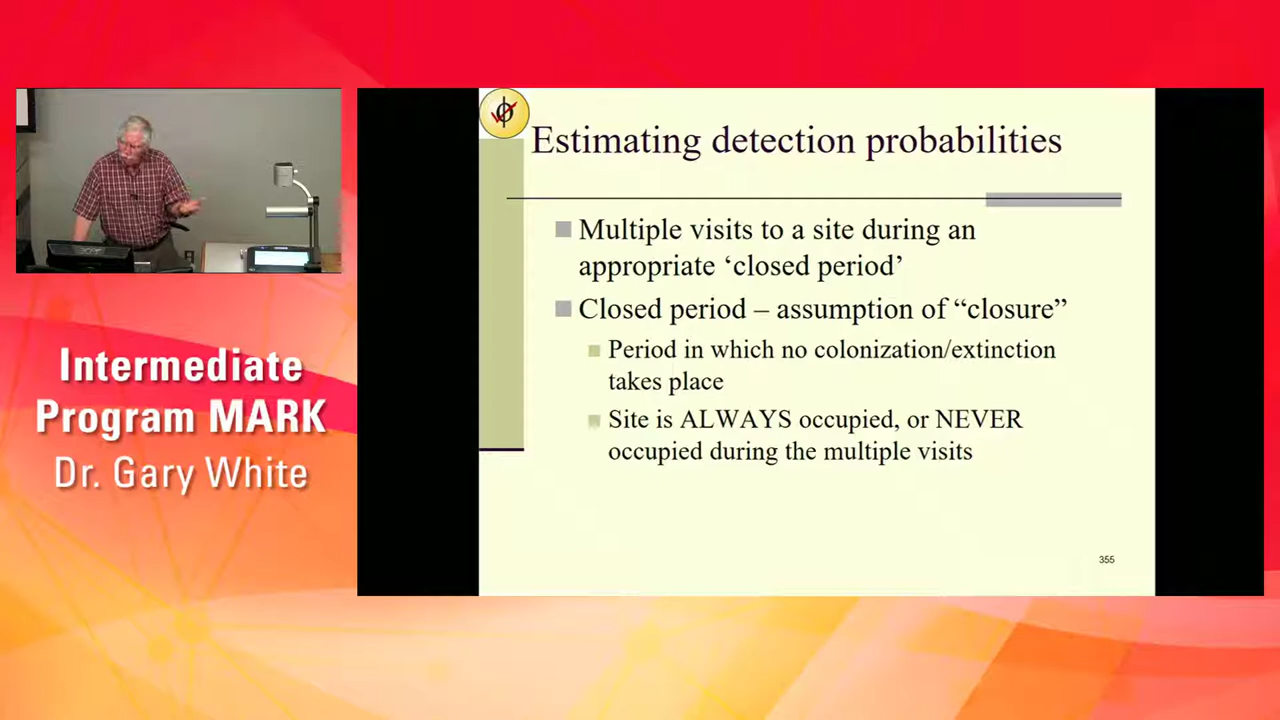 Estimating detection probabilities
Multiple visits to a site during an
appropriate ‘closed period’
Closed period – assumption of “closure”
Period in which no colonization/extinction
takes place
Site is ALWAYS occupied, or NEVER
occupied during the multiple visits
355
Intermediate
Program MARK
Dr. Gary White